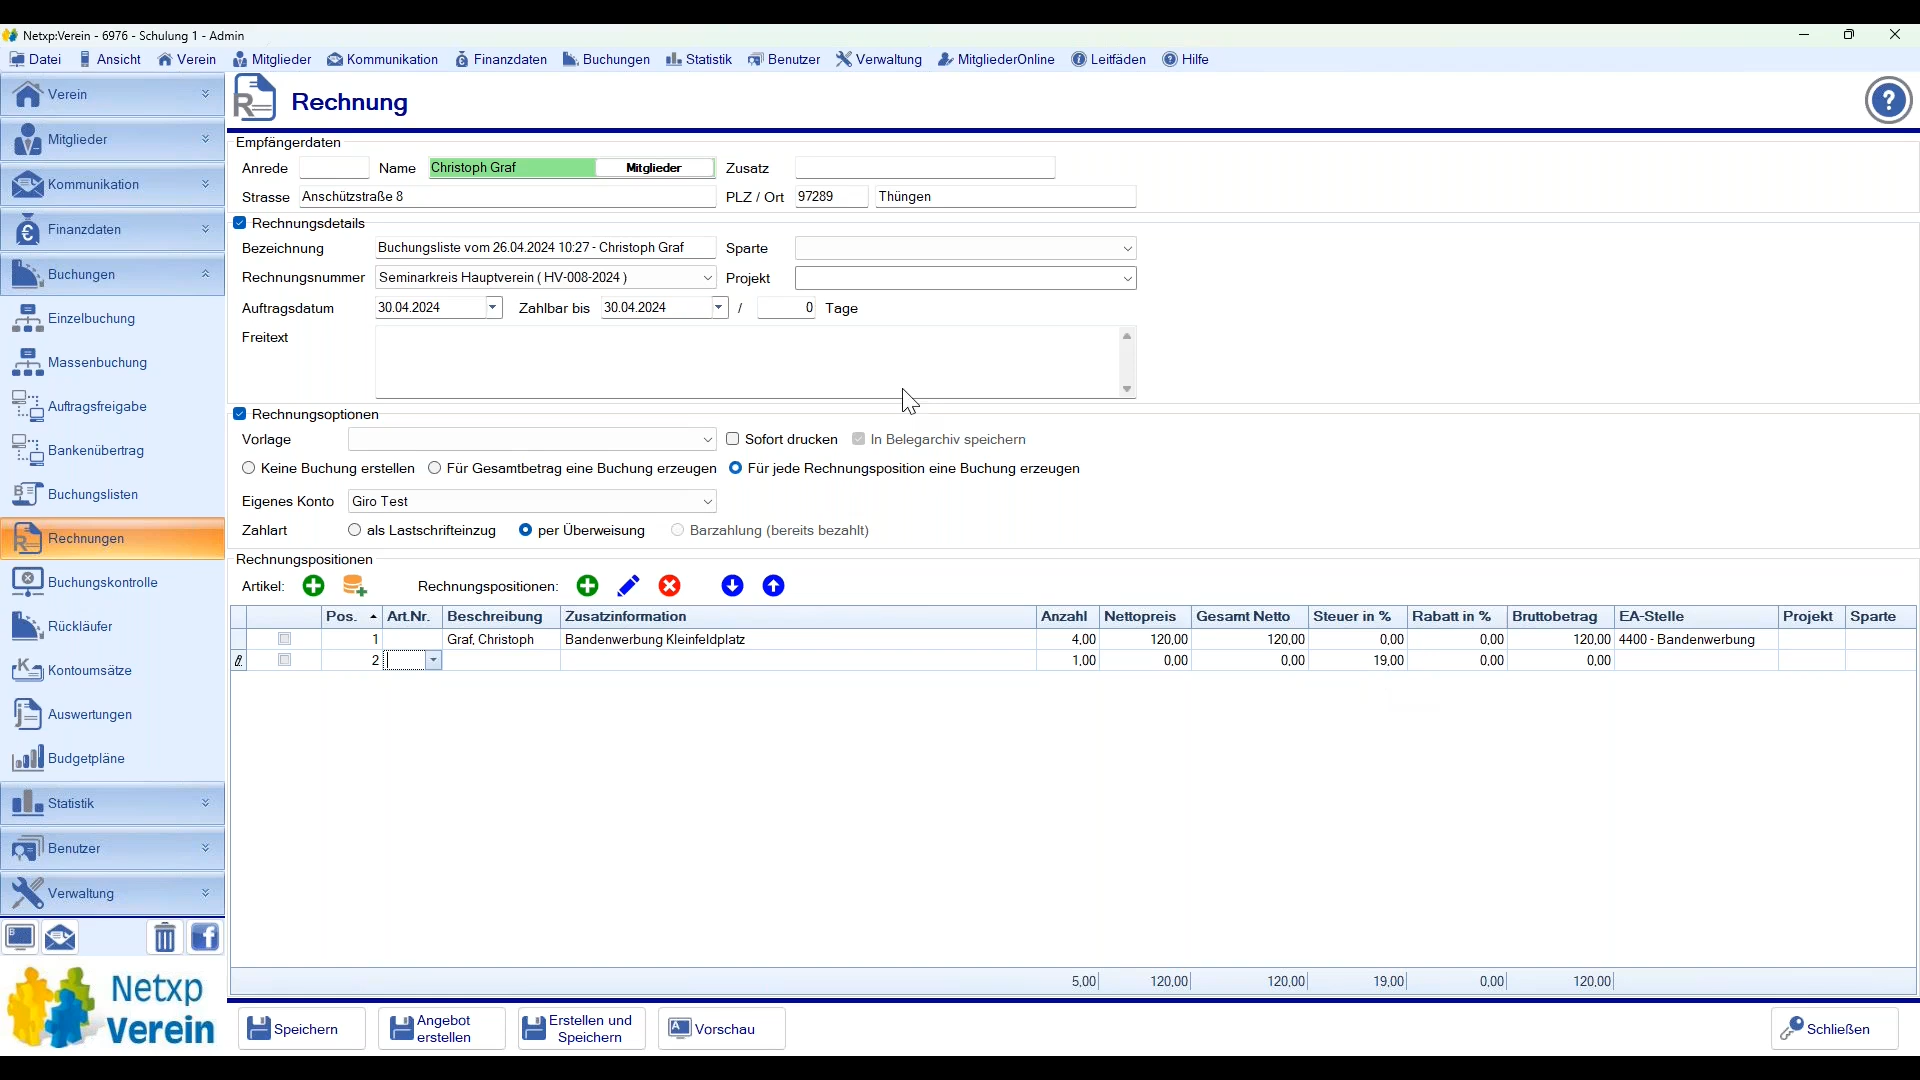 Netxp:Verein - 6976 - Schulung 1 - Admin
Datei Ansicht Verein Mitglieder Kommunikation Finanzdaten Buchungen Statistik Benutzer Verwaltung MitgliederOnline Leitfäden Hilfe
Verein
Mitglieder
Kommunikation
Finanzdaten
Buchungen
Einzelbuchung
Massenbuchung
Auftragsfreigabe
Bankenübertrag
Buchungslisten
Rechnungen
Buchungskontrolle
Rückläufer
Kontoumsätze
Auswertungen
Budgetpläne
Statistik
Benutzer
Verwaltung
Netxp
Verein
Rechnung
Empfängerdaten
Anrede Name Christoph Graf Mitglieder Zusatz
Strasse Anschützstraße 8 PLZ / Ort 97289 Thüngen
Rechnungsdetails
Bezeichnung Buchungsliste vom 26.04.2024 10:27 - Christoph Graf Sparte
Rechnungsnummer Seminarkreis Hauptverein ( HV-008-2024 ) Projekt
Auftragsdatum 30.04.2024 Zahlbar bis 30.04.2024 / 0 Tage
Freitext
Rechnungsoptionen
Vorlage Sofort drucken In Belegarchiv speichern
Keine Buchung erstellen Für Gesamtbetrag eine Buchung erzeugen Für jede Rechnungsposition eine Buchung erzeugen
Eigenes Konto Giro Test
Zahlart als Lastschrifteinzug per Überweisung Barzahlung (bereits bezahlt)
Rechnungspositionen
Artikel: Rechnungspositionen:
Pos. Art.Nr. Beschreibung Zusatzinformation Anzahl Nettopreis Gesamt Netto Steuer in % Rabatt in % Bruttobetrag EA-Stelle Projekt Sparte
1 Graf, Christoph Bandenwerbung Kleinfeldplatz 4,00 120,00 120,00 0,00 0,00 120,00 4400 - Bandenwerbung
2 1,00 0,00 0,00 19,00 0,00 0,00
5,00 120,00 120,00 19,00 0,00 120,00
Speichern
Angebot erstellen
Erstellen und Speichern
Vorschau
Schließen